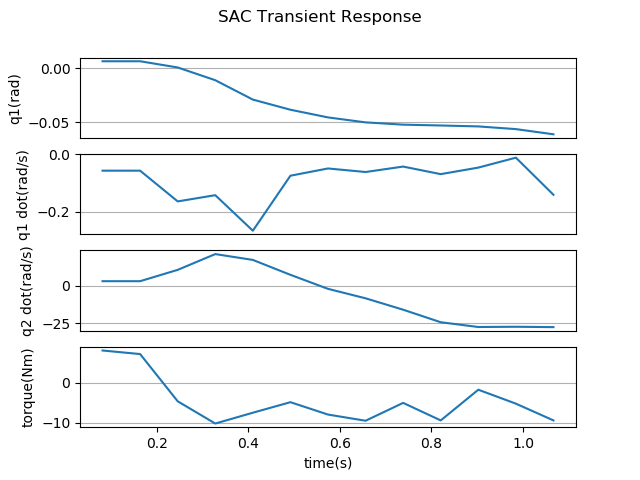 SAC Transient Response
q1(rad)
0.00
−0.05
q1 dot(rad/s)
0.0
−0.2
q2 dot(rad/s)
0
−25
torque(Nm)
0
−10
0.2 0.4 0.6 0.8 1.0
time(s)